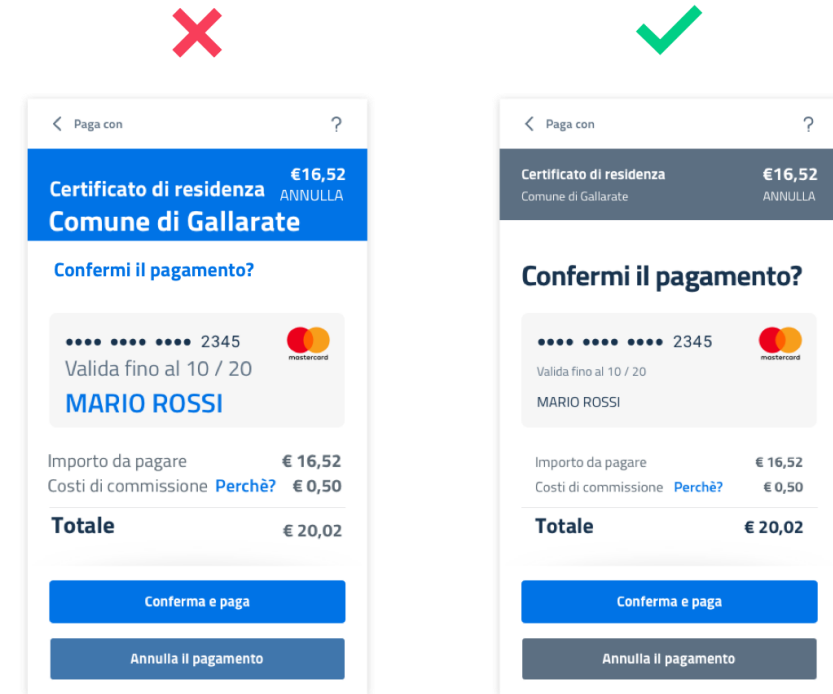 Paga con ?
€16,52
Certificato di residenza ANNULLA
Comune di Gallarate
Confermi il pagamento?
•••• •••• •••• 2345
mastercard
Valida fino al 10 / 20
MARIO ROSSI
Importo da pagare € 16,52
Costi di commissione Perchè? € 0,50
Totale € 20,02
Conferma e paga
Annulla il pagamento
Paga con ?
Certificato di residenza €16,52
Comune di Gallarate ANNULLA
Confermi il pagamento?
•••• •••• •••• 2345
mastercard
Valida fino al 10 / 20
MARIO ROSSI
Importo da pagare € 16,52
Costi di commissione Perchè? € 0,50
Totale € 20,02
Conferma e paga
Annulla il pagamento